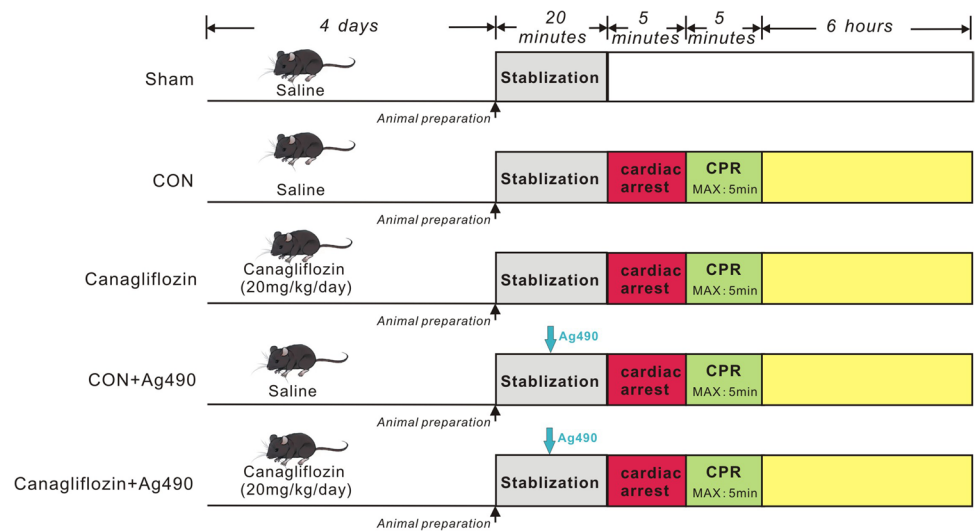 4 days
20 minutes
5 minutes
5 minutes
6 hours
Sham
Saline
Stablization
Animal preparation
CON
Saline
Stablization
cardiac arrest
CPR
MAX: 5min
Animal preparation
Canagliflozin
Canagliflozin
(20mg/kg/day)
Stablization
cardiac arrest
CPR
MAX: 5min
Animal preparation
Ag490
CON+Ag490
Saline
Stablization
cardiac arrest
CPR
MAX: 5min
Animal preparation
Ag490
Canagliflozin+Ag490
Canagliflozin
(20mg/kg/day)
Stablization
cardiac arrest
CPR
MAX: 5min
Animal preparation